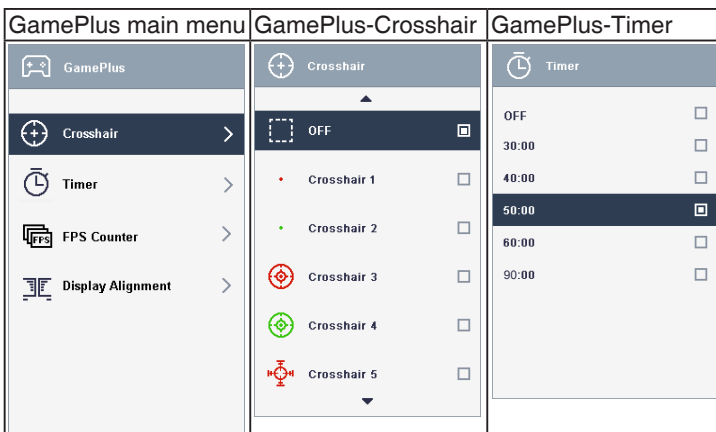 GamePlus main menu
GamePlus
Crosshair
Timer
FPS
FPS Counter
Display Alignment
GamePlus-Crosshair
Crosshair
OFF
Crosshair 1
Crosshair 2
Crosshair 3
Crosshair 4
Crosshair 5
GamePlus-Timer
Timer
OFF
30:00
40:00
50:00
60:00
90:00